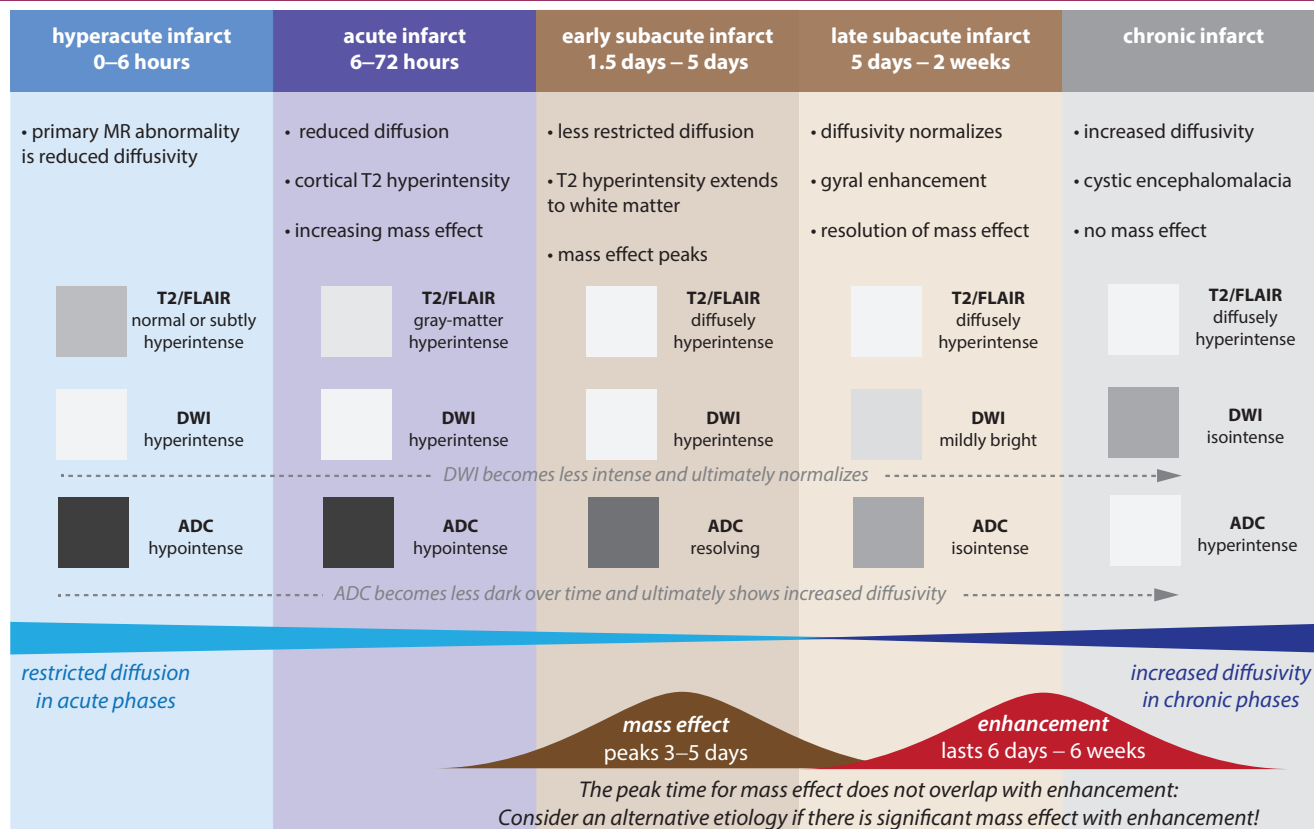 hyperacute infarct
0–6 hours
acute infarct
6–72 hours
early subacute infarct
1.5 days – 5 days
late subacute infarct
5 days – 2 weeks
chronic infarct
• primary MR abnormality
is reduced diffusivity
• reduced diffusion
• cortical T2 hyperintensity
• increasing mass effect
• less restricted diffusion
• T2 hyperintensity extends
to white matter
• mass effect peaks
• diffusivity normalizes
• gyral enhancement
• resolution of mass effect
• increased diffusivity
• cystic encephalomalacia
• no mass effect
T2/FLAIR
normal or subtly
hyperintense
T2/FLAIR
gray-matter
hyperintense
T2/FLAIR
diffusely
hyperintense
T2/FLAIR
diffusely
hyperintense
T2/FLAIR
diffusely
hyperintense
DWI
hyperintense
DWI
hyperintense
DWI
hyperintense
DWI
mildly bright
DWI
isointense
DWI becomes less intense and ultimately normalizes
ADC
hypointense
ADC
hypointense
ADC
resolving
ADC
isointense
ADC
hyperintense
ADC becomes less dark over time and ultimately shows increased diffusivity
restricted diffusion
in acute phases
increased diffusivity
in chronic phases
mass effect
peaks 3–5 days
enhancement
lasts 6 days – 6 weeks
The peak time for mass effect does not overlap with enhancement:
Consider an alternative etiology if there is significant mass effect with enhancement!